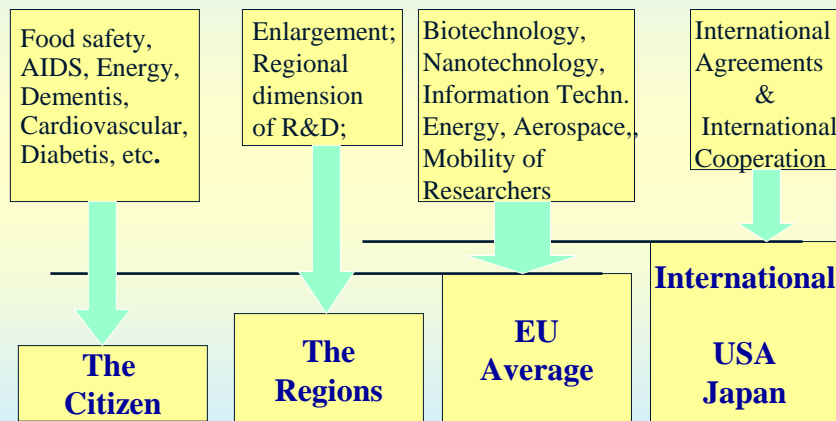 Food safety,
AIDS, Energy,
Dementis,
Cardiovascular,
Diabetis, etc.
Enlargement;
Regional
dimension
of R&D;
Biotechnology,
Nanotechnology,
Information Techn.
Energy, Aerospace,,
Mobility of
Researchers
International
Agreements
&
International
Cooperation
The
Citizen
The
Regions
EU
Average
International
USA
Japan